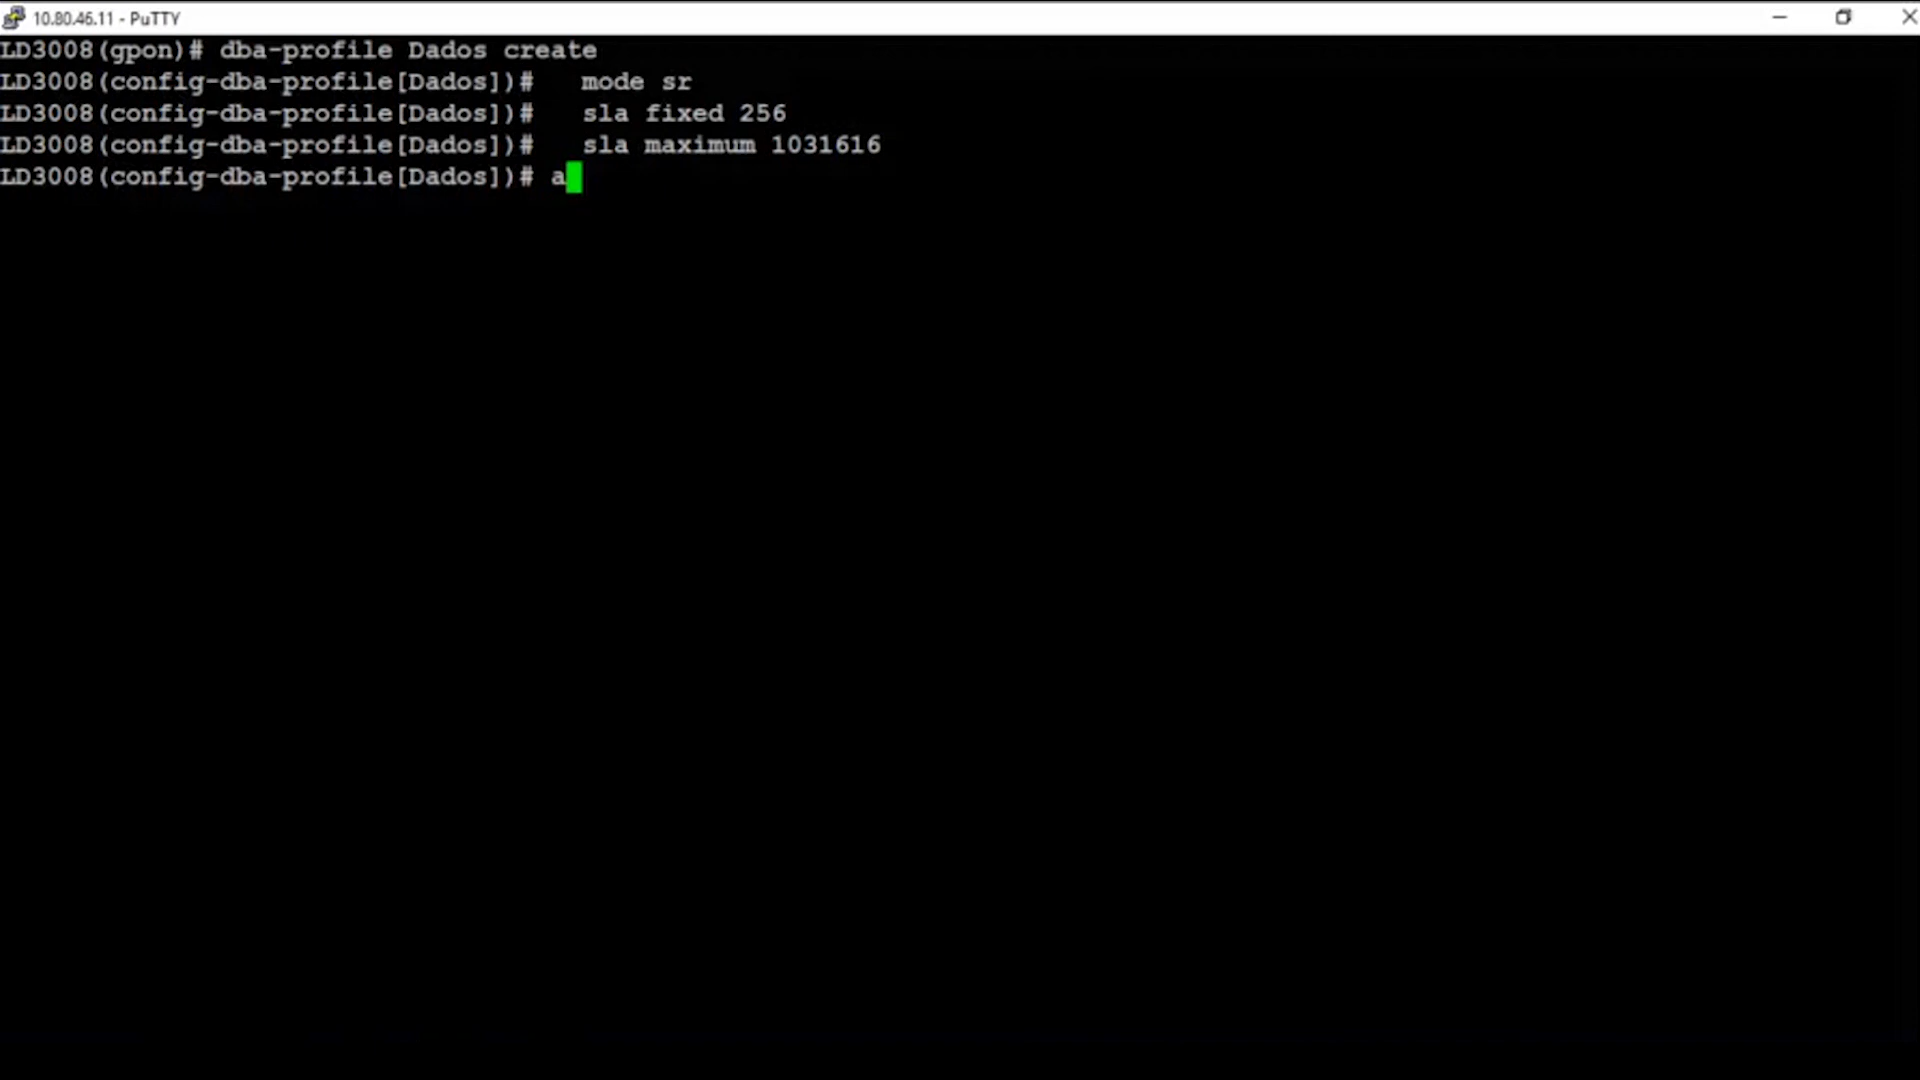 10.80.46.11 - PuTTY
LD3008(gpon)# dba-profile Dados create
LD3008(config-dba-profile[Dados])#   mode sr
LD3008(config-dba-profile[Dados])#   sla fixed 256
LD3008(config-dba-profile[Dados])#   sla maximum 1031616
LD3008(config-dba-profile[Dados])# a